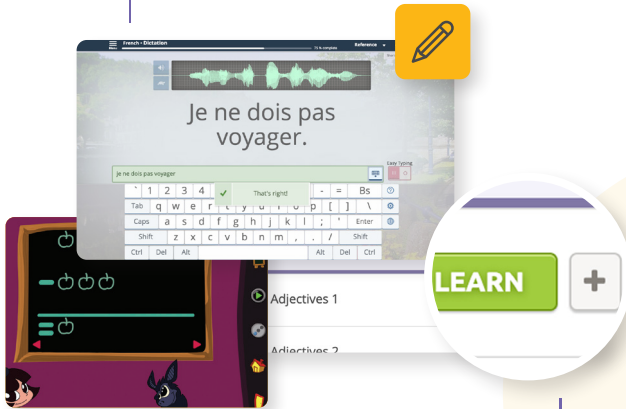 French › Dictation
75 % complete
Reference
Je ne dois pas
voyager.
Easy Typing
je ne dois pas voyager
` 1 2 3 4 - = Bs
That's right!
Tab q w e r t y u i o p [ ] \
Caps a s d f g h j k l ; ' Enter
Shift z x c v b n m , . / Shift
Ctrl Del Alt Alt Del Ctrl
LEARN +
Adjectives 1
Adjectives 2